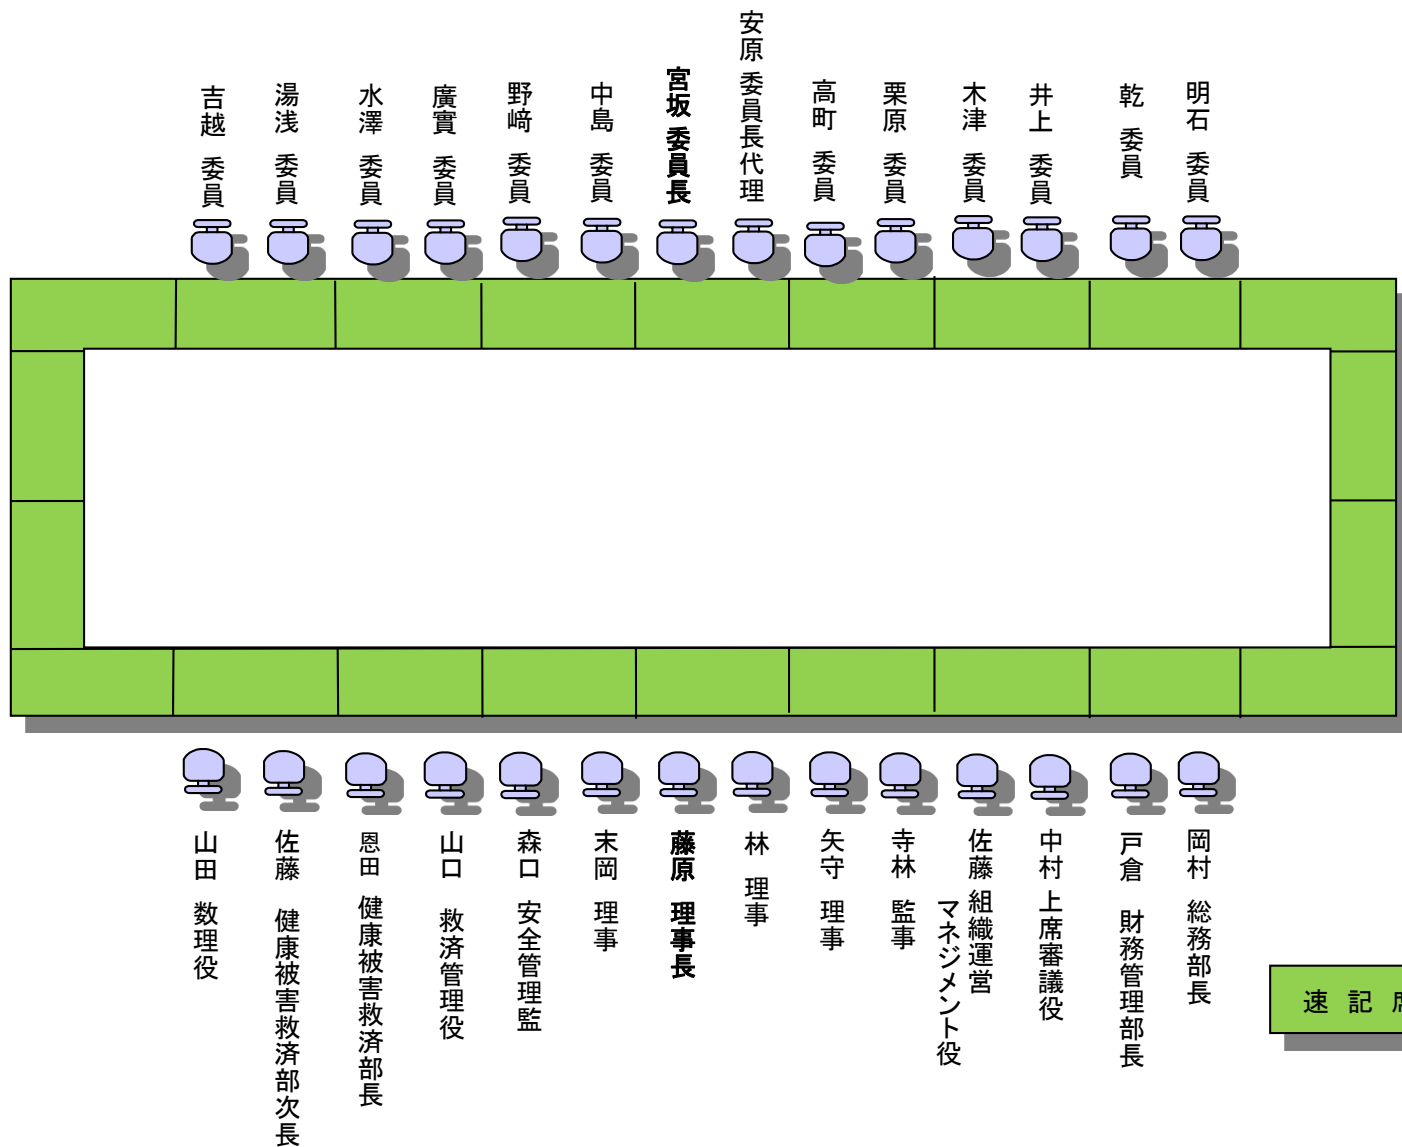 吉越 委員
湯浅 委員
水澤 委員
廣實 委員
野﨑 委員
中島 委員
宮坂 委員長
安原 委員長代理
高町 委員
栗原 委員
木津 委員
井上 委員
乾 委員
明石 委員
山田 数理役
佐藤 健康被害救済部次長
恩田 健康被害救済部長
山口 救済管理役
森口 安全管理監
末岡 理事
藤原 理事長
林 理事
矢守 理事
寺林 監事
佐藤 組織運営
マネジメント役
中村 上席審議役
戸倉 財務管理部長
岡村 総務部長
速 記 席